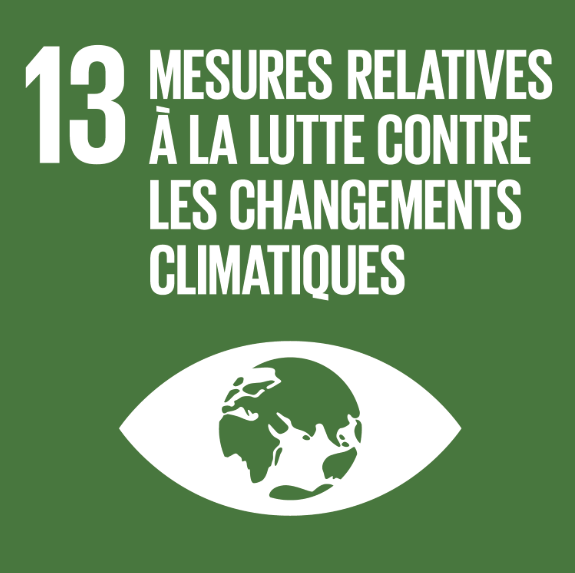 13 MESURES RELATIVES
À LA LUTTE CONTRE
LES CHANGEMENTS
CLIMATIQUES